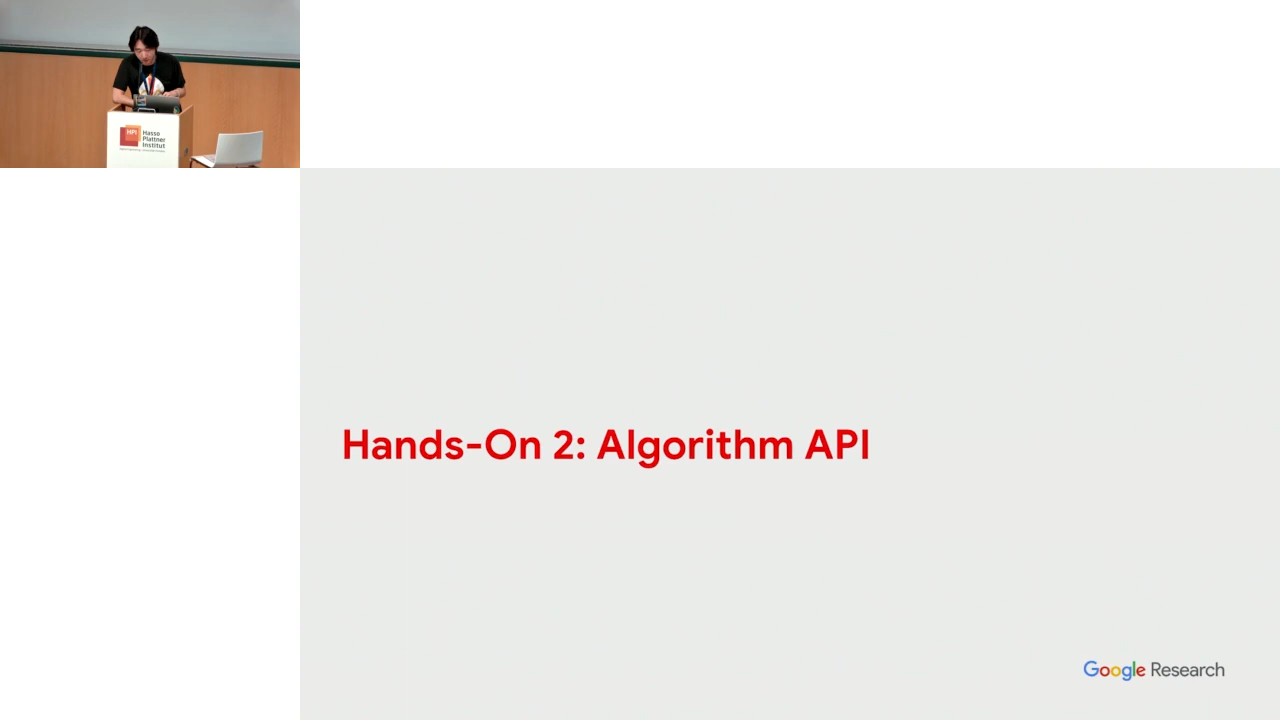 HPI
Hasso
Plattner
Institut
Hands-On 2: Algorithm API
Google Research